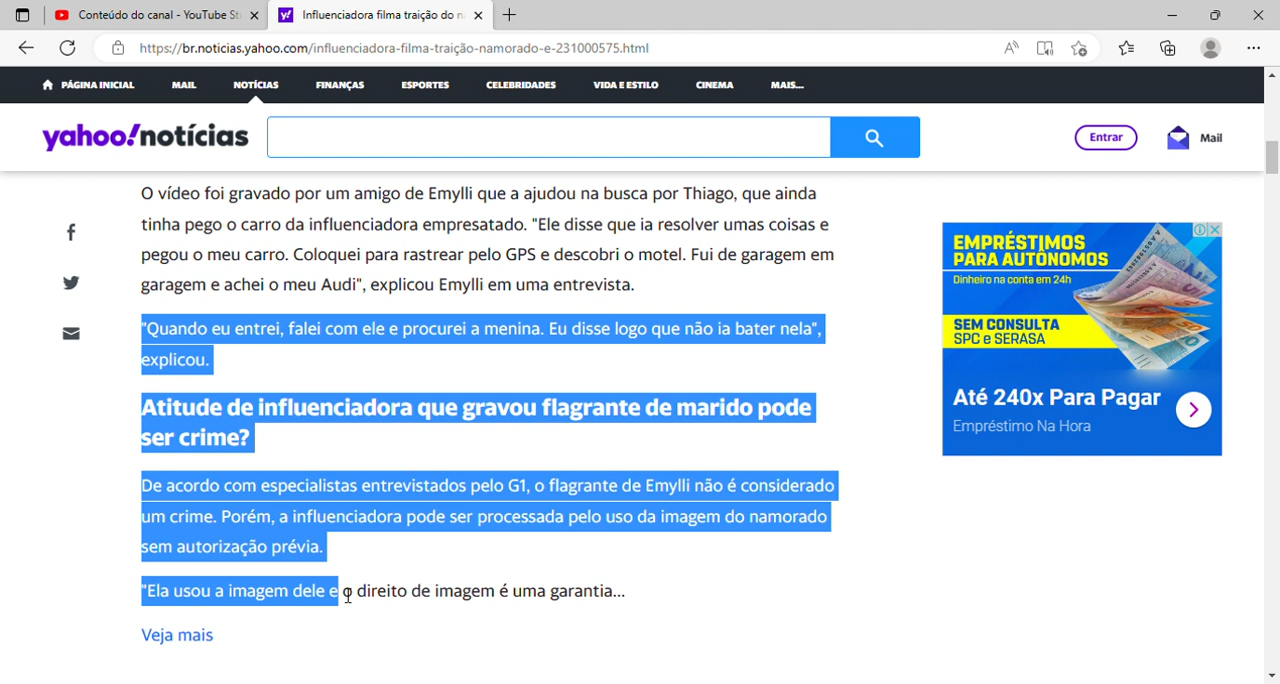 Conteúdo do canal - YouTube St
Influenciadora filma traição do n
https://br.noticias.yahoo.com/influenciadora-filma-traição-namorado-e-231000575.html
PÁGINA INICIAL MAIL NOTÍCIAS FINANÇAS ESPORTES CELEBRIDADES VIDA E ESTILO CINEMA MAIS...
yahoo!notícias
Entrar
Mail
O vídeo foi gravado por um amigo de Emylli que a ajudou na busca por Thiago, que ainda
tinha pego o carro da influenciadora empresatado. "Ele disse que ia resolver umas coisas e
pegou o meu carro. Coloquei para rastrear pelo GPS e descobri o motel. Fui de garagem em
garagem e achei o meu Audi", explicou Emylli em uma entrevista.
"Quando eu entrei, falei com ele e procurei a menina. Eu disse logo que não ia bater nela",
explicou.
Atitude de influenciadora que gravou flagrante de marido pode
ser crime?
De acordo com especialistas entrevistados pelo G1, o flagrante de Emylli não é considerado
um crime. Porém, a influenciadora pode ser processada pelo uso da imagem do namorado
sem autorização prévia.
"Ela usou a imagem dele e o direito de imagem é uma garantia...
Veja mais
EMPRÉSTIMOS
PARA AUTÔNOMOS
Dinheiro na conta em 24h
SEM CONSULTA
SPC e SERASA
Até 240x Para Pagar
Empréstimo Na Hora